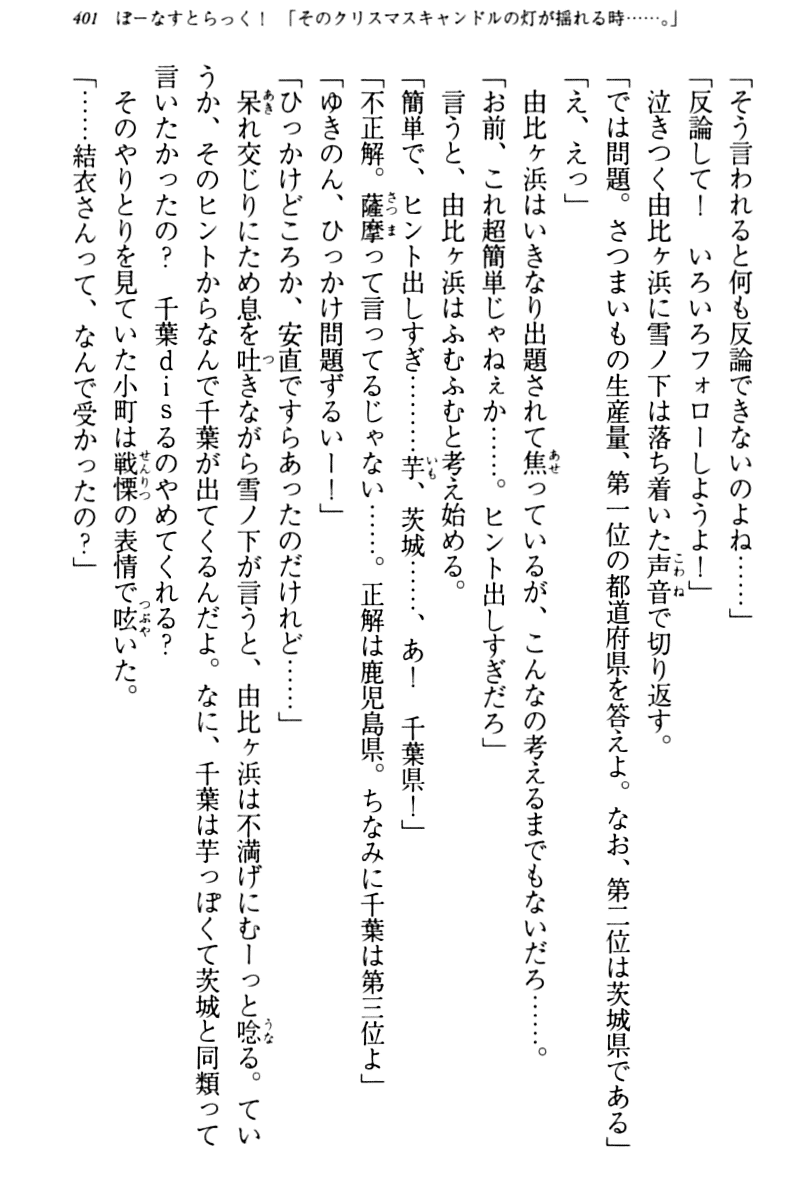 401 ぼーなすとらっく！ 「そのクリスマスキャンドルの灯が揺れる時……。」
「そう言われると何も反論できないのよね……」
「反論して！　いろいろフォローしようよ！」
泣きつく由比ヶ浜に雪ノ下は落ち着いた声音で切り返す。
「では問題。さつまいもの生産量、第一位の都道府県を答えよ。なお、第二位は茨城県である」
「え、えっ」
由比ヶ浜はいきなり出題されて焦っているが、こんなの考えるまでもないだろ……。
「お前、これ超簡単じゃねぇか……。ヒント出しすぎだろ」
言うと、由比ヶ浜はふむふむと考え始める。
「簡単で、ヒント出しすぎ………芋、茨城……、あ！　千葉県！」
「不正解。薩摩って言ってるじゃない……。正解は鹿児島県。ちなみに千葉は第三位よ」
「ゆきのん、ひっかけ問題ずるいー！」
「ひっかけどころか、安直ですらあったのだけれど……」
呆れ交じりにため息を吐きながら雪ノ下が言うと、由比ヶ浜は不満げにむーっと唸る。てい
うか、そのヒントからなんで千葉が出てくるんだよ。なに、千葉は芋っぽくて茨城と同類って
言いたかったの？　千葉disるのやめてくれる？
そのやりとりを見ていた小町は戦慄の表情で呟いた。
「……結衣さんって、なんで受かったの？」